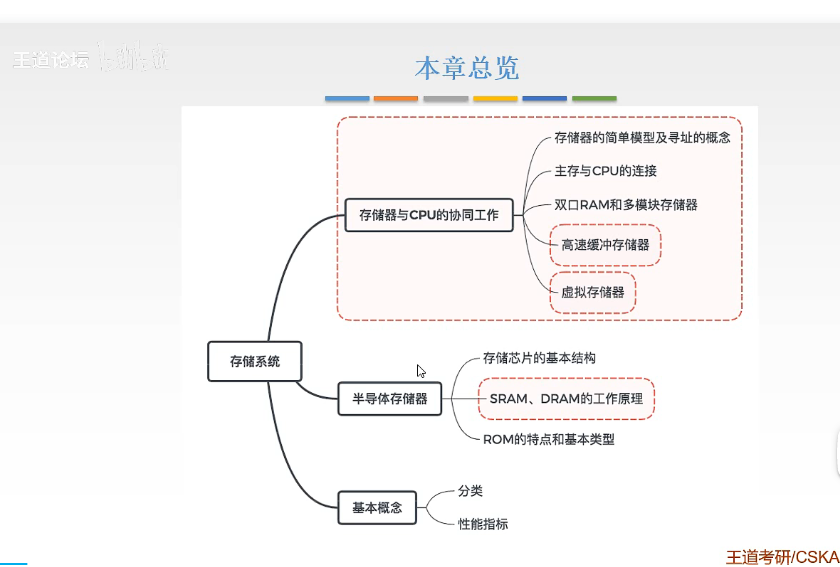 王道论坛
本章总览
存储器的简单模型及寻址的概念
主存与CPU的连接
存储器与CPU的协同工作
双口RAM和多模块存储器
高速缓冲存储器
虚拟存储器
存储系统
存储芯片的基本结构
半导体存储器
SRAM、DRAM的工作原理
ROM的特点和基本类型
分类
基本概念
性能指标
王道考研/CSKA